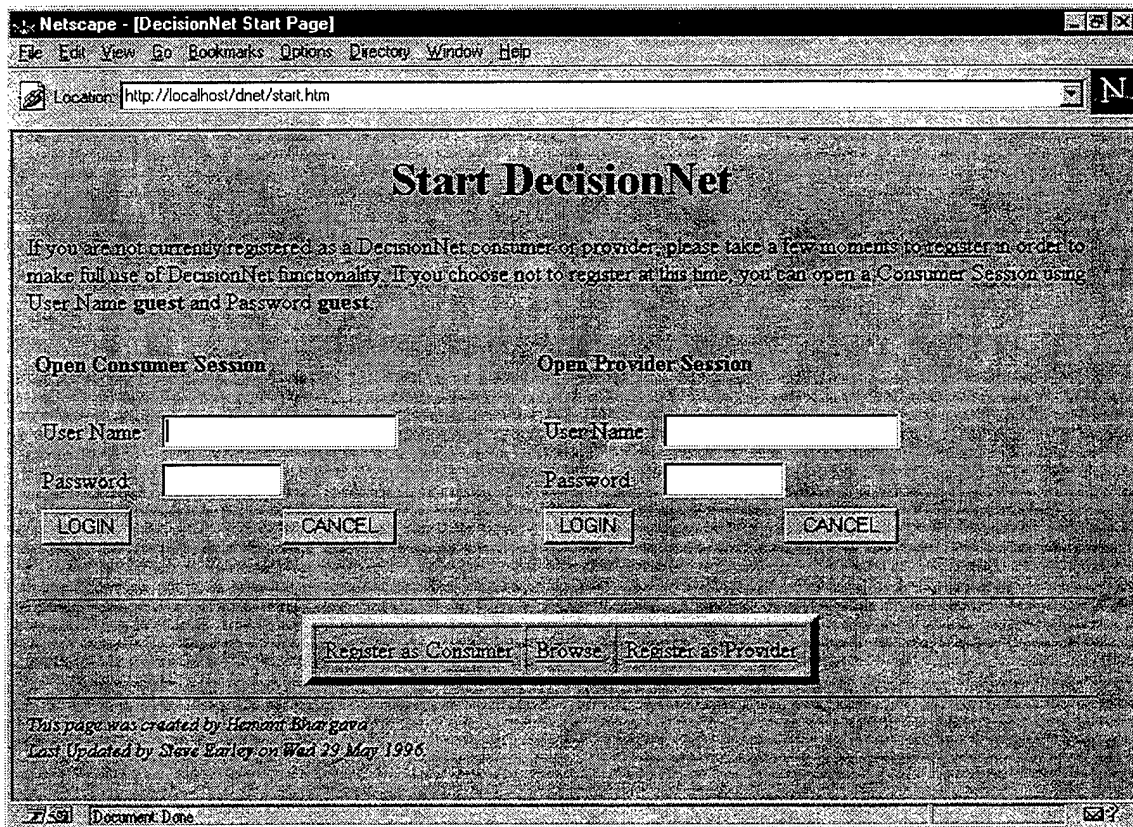 Netscape - [DecisionNet Start Page]
File Edit View Go Bookmarks Options Directory Window Help
Location: http://localhost/dnet/start.htm
N
Start DecisionNet
If you are not currently registered as a DecisionNet consumer or provider, please take a few moments to register in order to
make full use of DecisionNet functionality. If you choose not to register at this time, you can open a Consumer Session using
User Name guest and Password guest.
Open Consumer Session Open Provider Session
User Name: User Name:
Password: Password:
LOGIN CANCEL LOGIN CANCEL
Register as Consumer Browse Register as Provider
This page was created by Hemant Bhargava
Last Updated by Steve Earley on Wed 29 May 1996
Document: Done